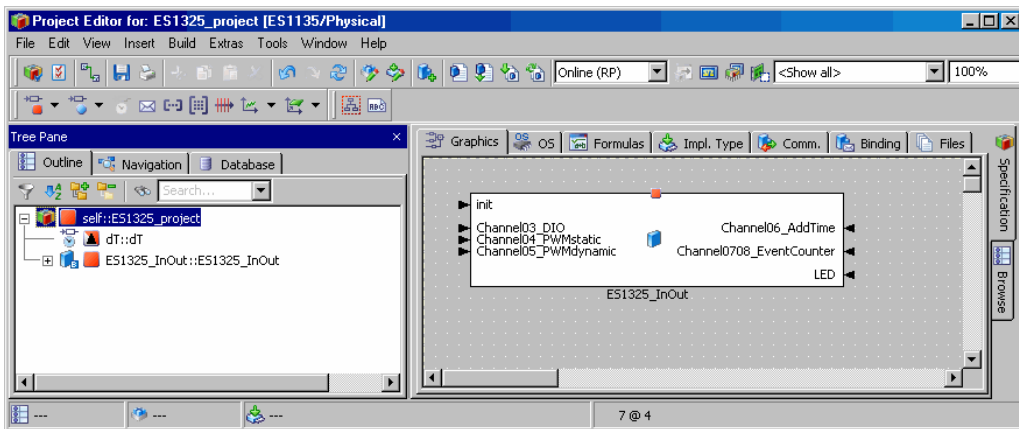 Project Editor for: ES1325_project [ES1135/Physical]
File Edit View Insert Build Extras Tools Window Help
Online (RP) <Show all> 100%
ABC
Tree Pane
Outline Navigation Database
Graphics OS Formulas Impl. Type Comm. Binding Files
Search...
self::ES1325_project
dT::dT
ES1325_InOut::ES1325_InOut
init
Channel03_DIO
Channel04_PWMstatic
Channel05_PWMdynamic
Channel06_AddTime
Channel0708_EventCounter
LED
ES1325_InOut
Specification
Browse
--- --- --- 7 @ 4